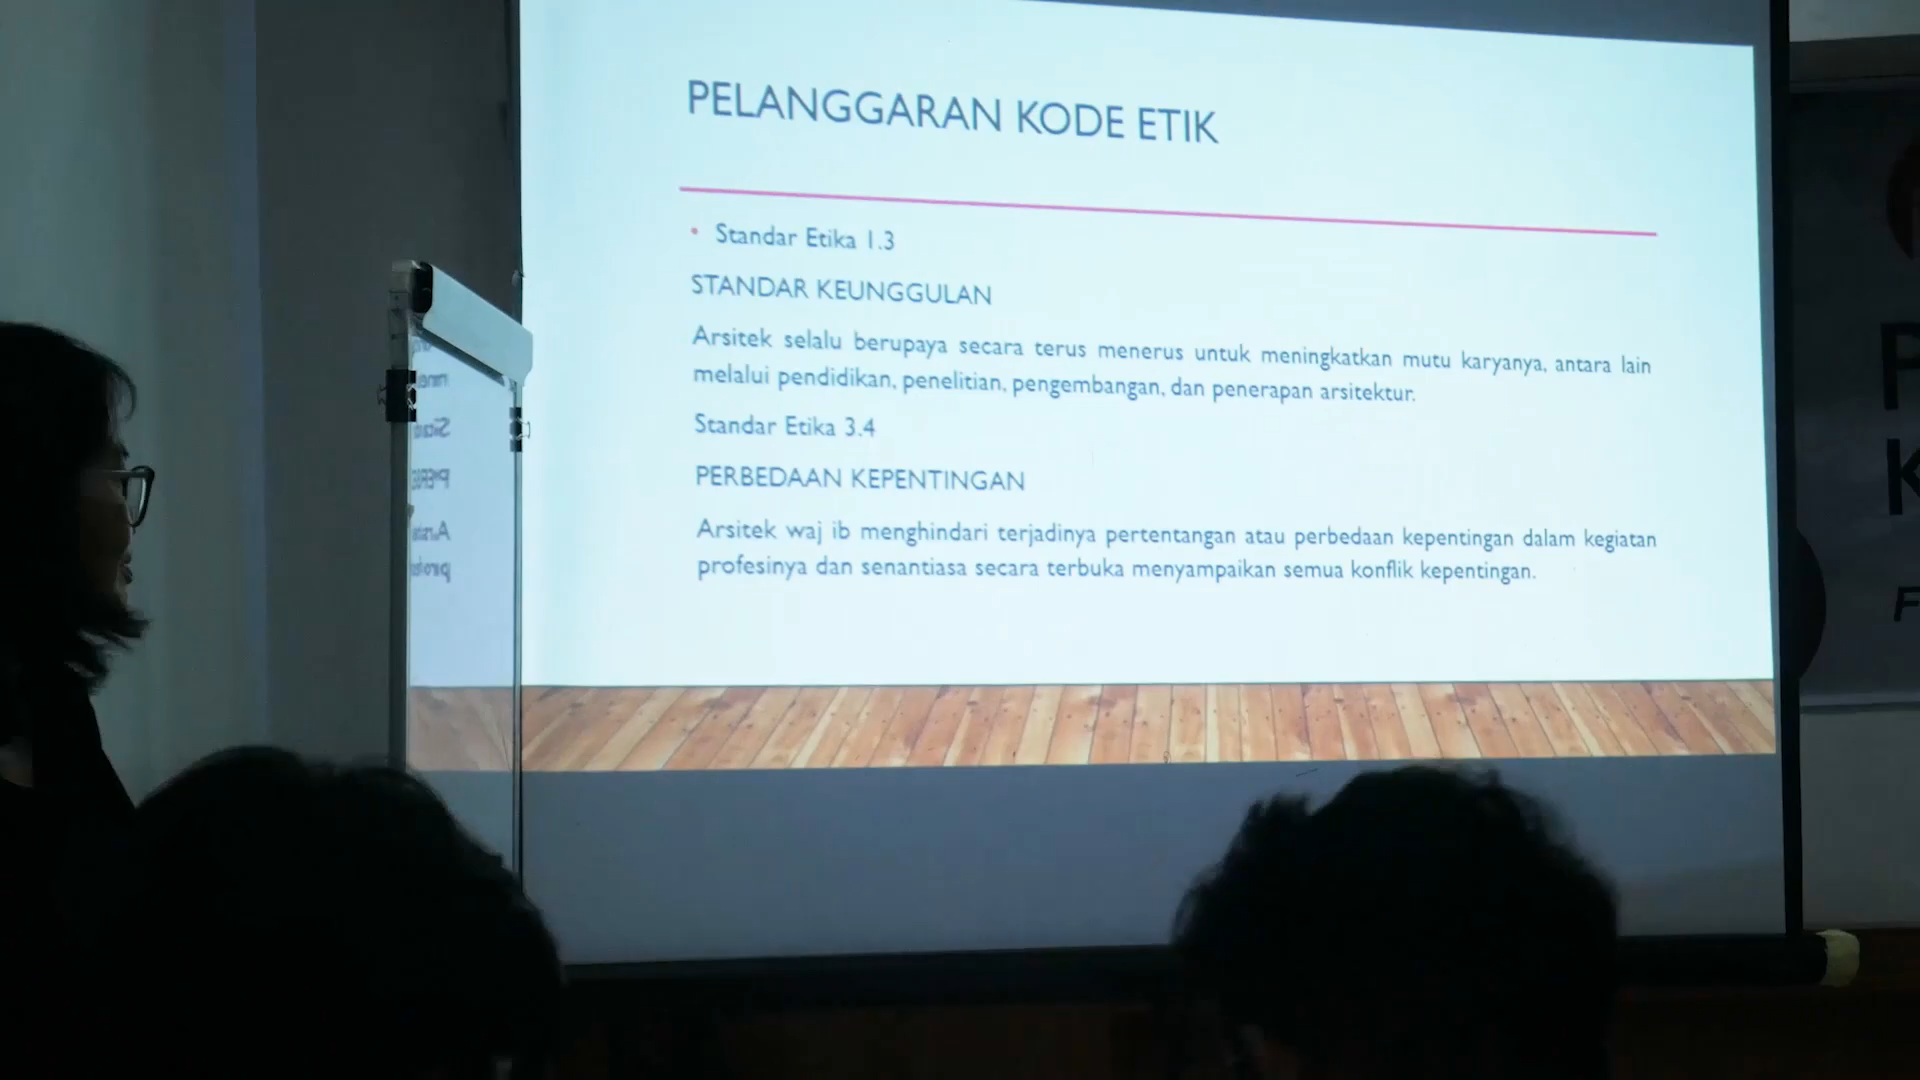 PELANGGARAN KODE ETIK
• Standar Etika 1.3
STANDAR KEUNGGULAN
Arsitek selalu berupaya secara terus menerus untuk meningkatkan mutu karyanya, antara lain
melalui pendidikan, penelitian, pengembangan, dan penerapan arsitektur.
Standar Etika 3.4
PERBEDAAN KEPENTINGAN
Arsitek waj ib menghindari terjadinya pertentangan atau perbedaan kepentingan dalam kegiatan
profesinya dan senantiasa secara terbuka menyampaikan semua konflik kepentingan.
P
K
F